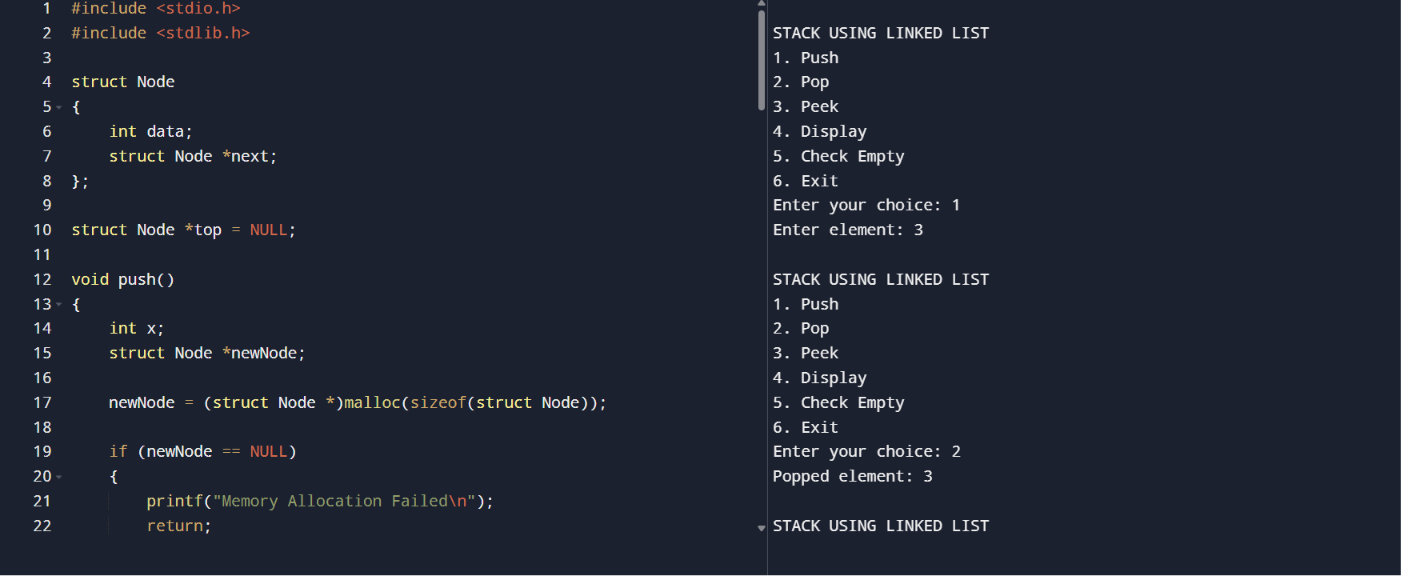 1 #include <stdio.h>
2 #include <stdlib.h>
3
4 struct Node
5 {
6     int data;
7     struct Node *next;
8 };
9
10 struct Node *top = NULL;
11
12 void push()
13 {
14     int x;
15     struct Node *newNode;
16
17     newNode = (struct Node *)malloc(sizeof(struct Node));
18
19     if (newNode == NULL)
20     {
21         printf("Memory Allocation Failed\n");
22         return;
STACK USING LINKED LIST
1. Push
2. Pop
3. Peek
4. Display
5. Check Empty
6. Exit
Enter your choice: 1
Enter element: 3
STACK USING LINKED LIST
1. Push
2. Pop
3. Peek
4. Display
5. Check Empty
6. Exit
Enter your choice: 2
Popped element: 3
STACK USING LINKED LIST